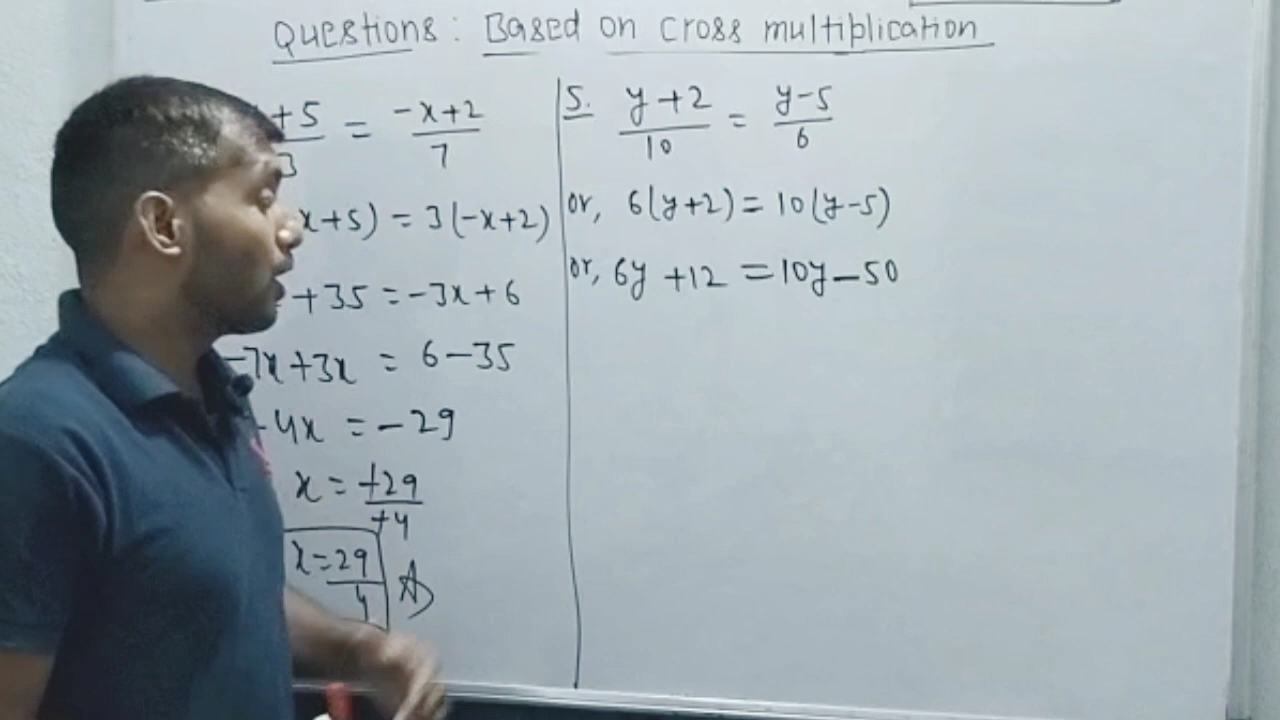 Questions : Based on cross multiplication
+5/3 = -x+2/7
x+5) = 3(-x+2)
+35 = -3x+6
-7x+3x = 6-35
-4x = -29
x = +29/+4
x = 29/4
5. y+2/10 = y-5/6
or, 6(y+2) = 10(y-5)
or, 6y +12 = 10y-50